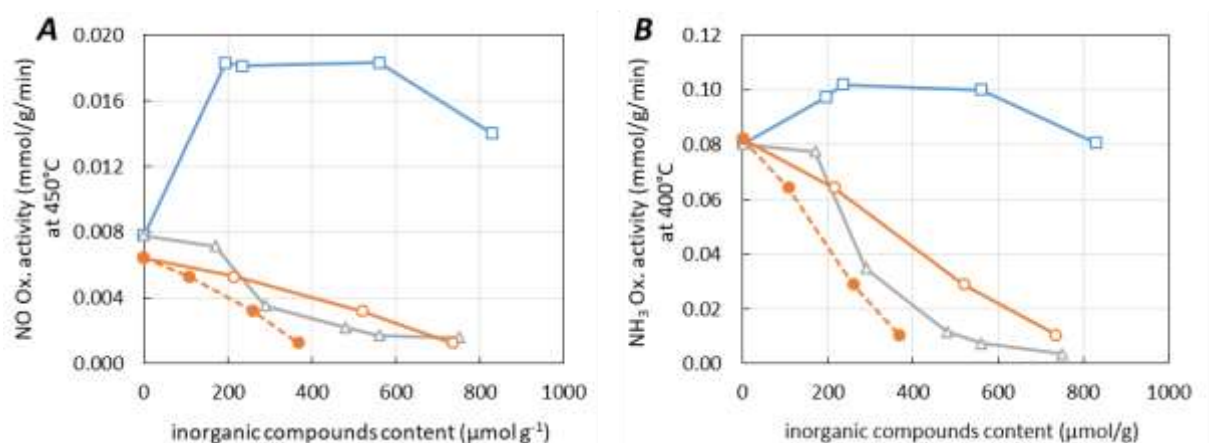 A
NO Ox. activity (mmol/g/min)
at 450°C
0.020
0.016
0.012
0.008
0.004
0.000
0 200 400 600 800 1000
inorganic compounds content (µmol g⁻¹)
B
NH₃ Ox. activity (mmol/g/min)
at 400°C
0.12
0.10
0.08
0.06
0.04
0.02
0.00
0 200 400 600 800 1000
inorganic compounds content (µmol/g)